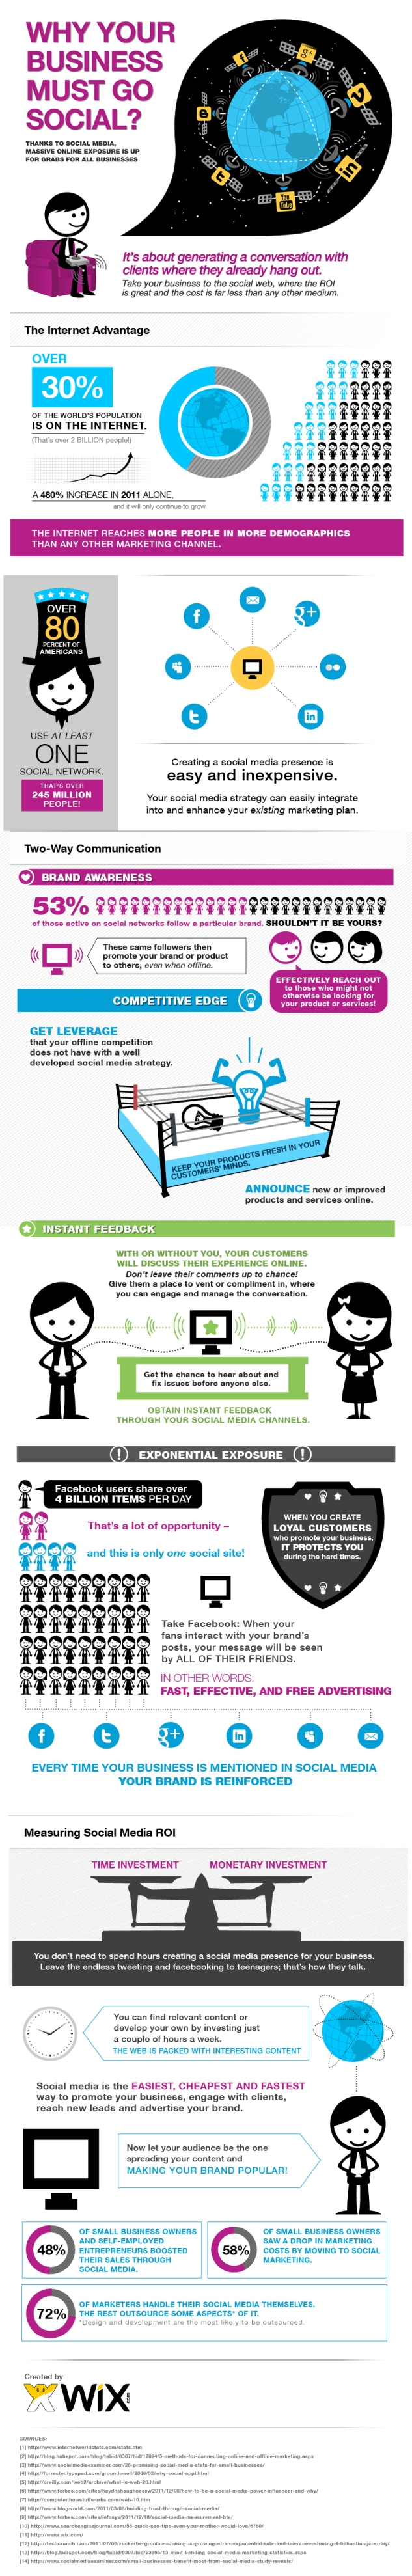 WHY YOUR
BUSINESS
MUST GO
SOCIAL?
THANKS TO SOCIAL MEDIA,
MASSIVE ONLINE EXPOSURE IS UP
FOR GRABS FOR ALL BUSINESSES
You
Tube
It's about generating a conversation with
clients where they already hang out.
Take your business to the social web, where the ROI
is great and the cost is far less than any other medium.
The Internet Advantage
OVER
30%
OF THE WORLD'S POPULATION
IS ON THE INTERNET.
(That's over 2 BILLION people!)
A 480% INCREASE IN 2011 ALONE,
and it will only continue to grow
THE INTERNET REACHES MORE PEOPLE IN MORE DEMOGRAPHICS
THAN ANY OTHER MARKETING CHANNEL.
OVER
80
PERCENT OF
AMERICANS
USE AT LEAST
ONE
SOCIAL NETWORK.
THAT'S OVER
245 MILLION
PEOPLE!
Creating a social media presence is
easy and inexpensive.
Your social media strategy can easily integrate
into and enhance your existing marketing plan.
Two-Way Communication
BRAND AWARENESS
53%
of those active on social networks follow a particular brand. SHOULDN'T IT BE YOURS?
These same followers then
promote your brand or product
to others, even when offline.
EFFECTIVELY REACH OUT
to those who might not
otherwise be looking for
your product or services!
COMPETITIVE EDGE
GET LEVERAGE
that your offline competition
does not have with a well
developed social media strategy.
KEEP YOUR PRODUCTS FRESH IN YOUR
CUSTOMERS' MINDS.
ANNOUNCE new or improved
products and services online.
INSTANT FEEDBACK
WITH OR WITHOUT YOU, YOUR CUSTOMERS
WILL DISCUSS THEIR EXPERIENCE ONLINE.
Don't leave their comments up to chance!
Give them a place to vent or compliment in, where
you can engage and manage the conversation.
Get the chance to hear about and
fix issues before anyone else.
OBTAIN INSTANT FEEDBACK
THROUGH YOUR SOCIAL MEDIA CHANNELS.
EXPONENTIAL EXPOSURE
Facebook users share over
4 BILLION ITEMS PER DAY
That's a lot of opportunity –
and this is only one social site!
WHEN YOU CREATE
LOYAL CUSTOMERS
who promote your business,
IT PROTECTS YOU
during the hard times.
Take Facebook: When your
fans interact with your brand's
posts, your message will be seen
by ALL OF THEIR FRIENDS.
IN OTHER WORDS:
FAST, EFFECTIVE, AND FREE ADVERTISING
EVERY TIME YOUR BUSINESS IS MENTIONED IN SOCIAL MEDIA
YOUR BRAND IS REINFORCED
Measuring Social Media ROI
TIME INVESTMENT
MONETARY INVESTMENT
You don't need to spend hours creating a social media presence for your business.
Leave the endless tweeting and facebooking to teenagers; that's how they talk.
You can find relevant content or
develop your own by investing just
a couple of hours a week.
THE WEB IS PACKED WITH INTERESTING CONTENT
Social media is the EASIEST, CHEAPEST AND FASTEST
way to promote your business, engage with clients,
reach new leads and advertise your brand.
Now let your audience be the one
spreading your content and
MAKING YOUR BRAND POPULAR!
48%
OF SMALL BUSINESS OWNERS
AND SELF-EMPLOYED
ENTREPRENEURS BOOSTED
THEIR SALES THROUGH
SOCIAL MEDIA.
58%
OF SMALL BUSINESS OWNERS
SAW A DROP IN MARKETING
COSTS BY MOVING TO SOCIAL
MARKETING.
72%
OF MARKETERS HANDLE THEIR SOCIAL MEDIA THEMSELVES.
THE REST OUTSOURCE SOME ASPECTS* OF IT.
*Design and development are the most likely to be outsourced.
Created by
WiX.com
SOURCES:
[1] http://www.internetworldstats.com/stats.htm
[11] http://www.wix.com/